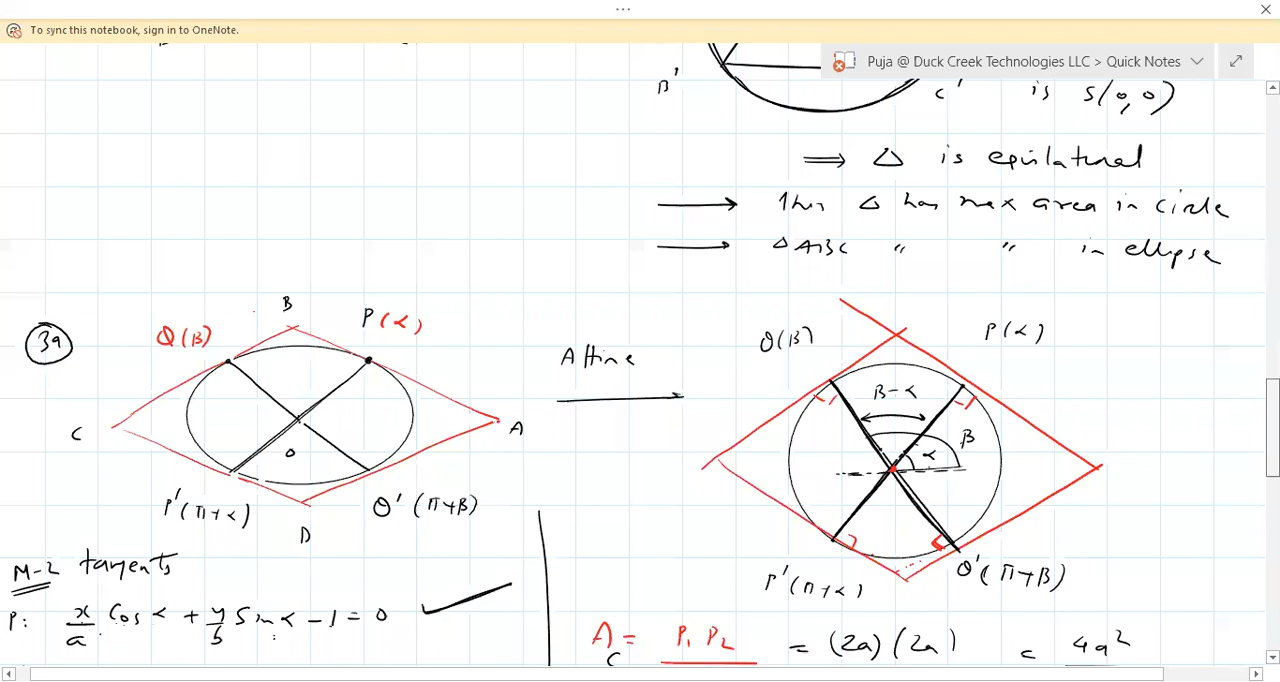 To sync this notebook, sign in to OneNote.
Puja @ Duck Creek Technologies LLC > Quick Notes
B'
C'
is S(0,0)
⟹ Δ is equilateral
⟶ This Δ has max area in circle
⟶ Δ ABC " " in ellipse
39
B
Q(β)
P(α)
C
A
O
P'(π+α)
Q'(π+β)
D
Affine
Q(β)
P(α)
β-α
β
α
P'(π+α)
Q'(π+β)
M-2 tangents
P: x/a cos α + y/b sin α - 1 = 0
A_C = P₁ P₂ = (2a)(2a) = 4a²